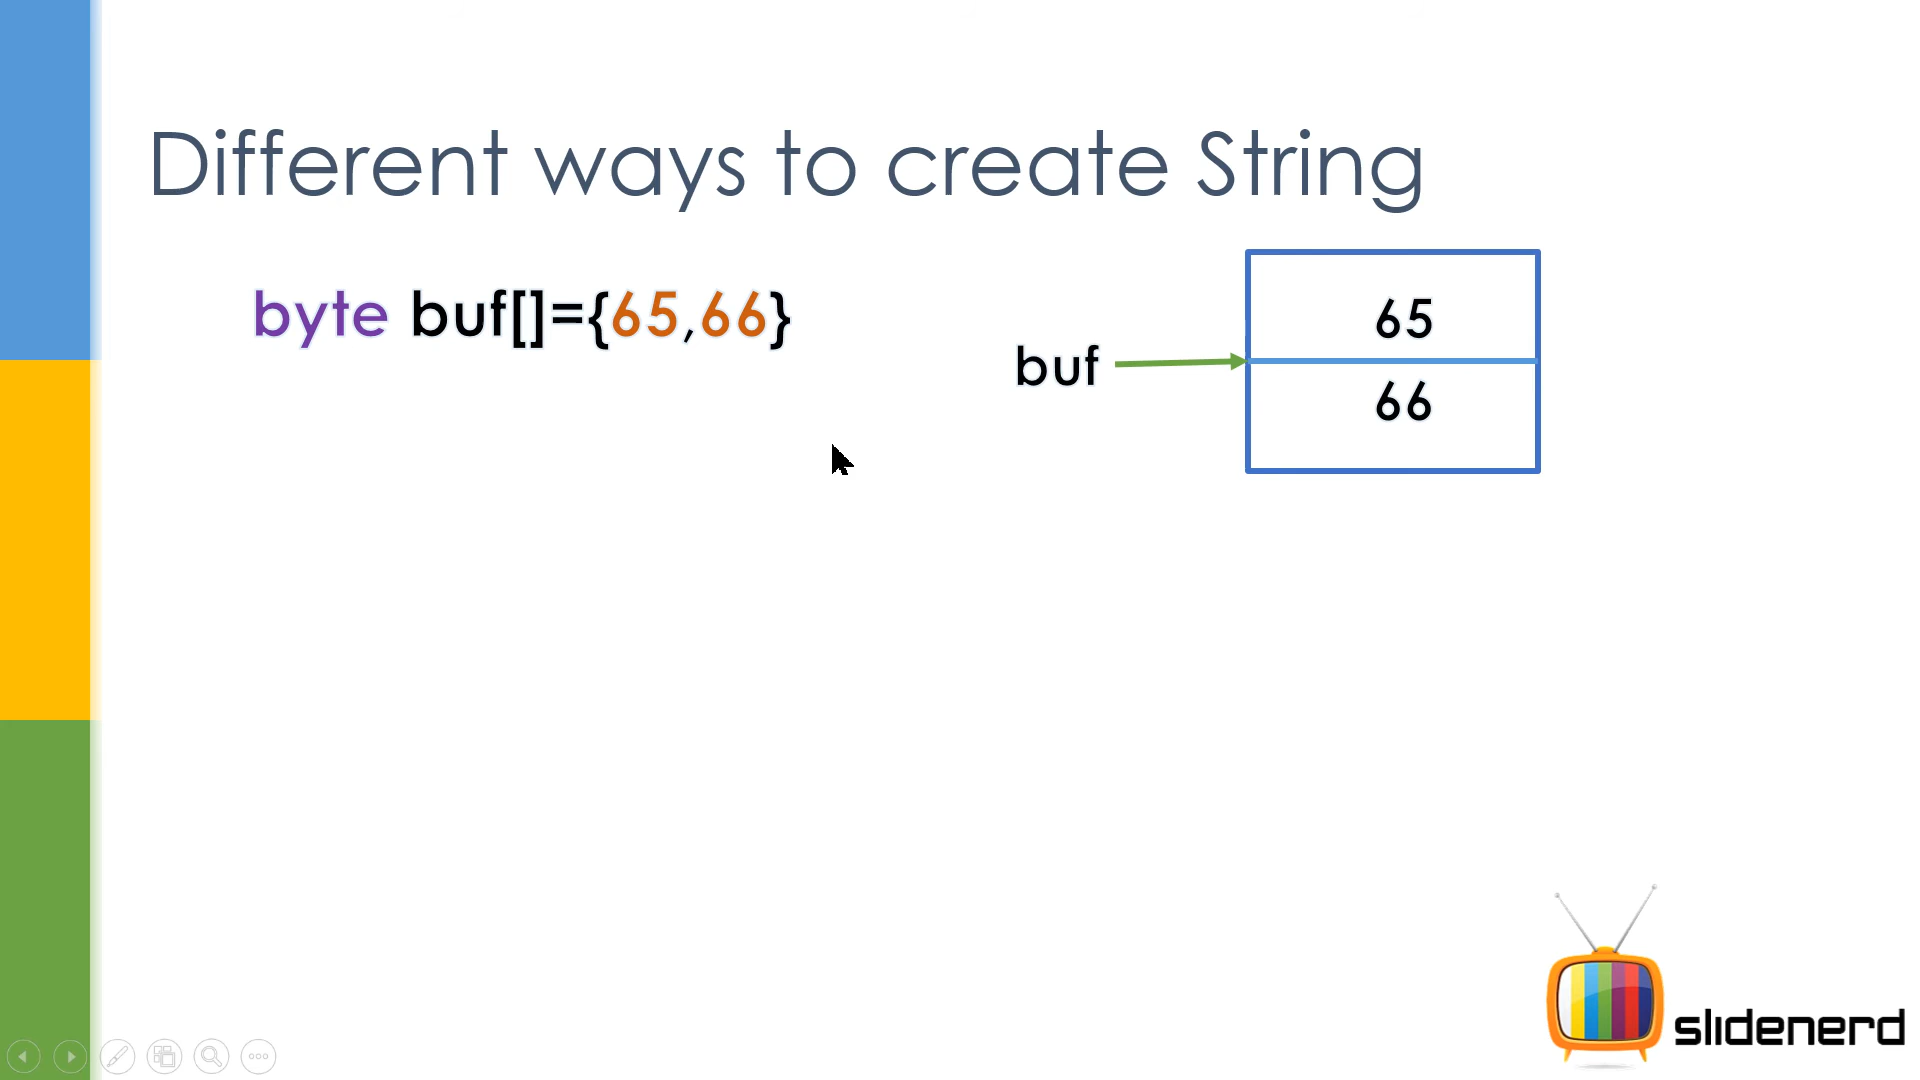 Different ways to create String
byte buf[]={65,66}
65
buf
66
slidenerd